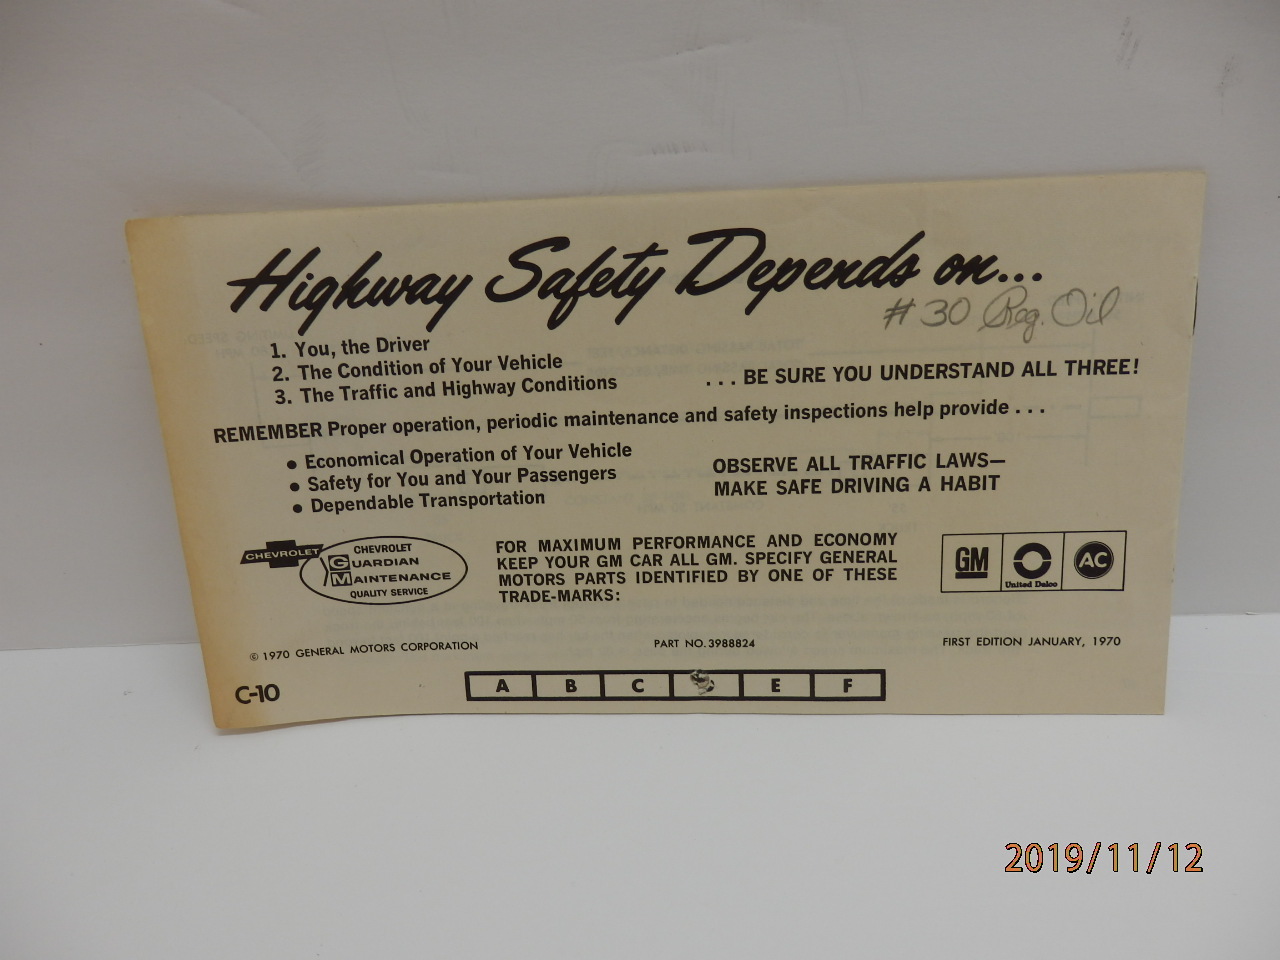 Highway Safety Depends on...
# 30 Reg. Oil
1. You, the Driver
2. The Condition of Your Vehicle
3. The Traffic and Highway Conditions
. . . BE SURE YOU UNDERSTAND ALL THREE!
REMEMBER Proper operation, periodic maintenance and safety inspections help provide . . .
• Economical Operation of Your Vehicle
• Safety for You and Your Passengers
• Dependable Transportation
OBSERVE ALL TRAFFIC LAWS—
MAKE SAFE DRIVING A HABIT
CHEVROLET
CHEVROLET
GUARDIAN
MAINTENANCE
QUALITY SERVICE
FOR MAXIMUM PERFORMANCE AND ECONOMY
KEEP YOUR GM CAR ALL GM. SPECIFY GENERAL
MOTORS PARTS IDENTIFIED BY ONE OF THESE
TRADE-MARKS:
GM
United Delco
AC
© 1970 GENERAL MOTORS CORPORATION
PART NO. 3988824
FIRST EDITION JANUARY, 1970
C-10
A B C E F
2019/11/12